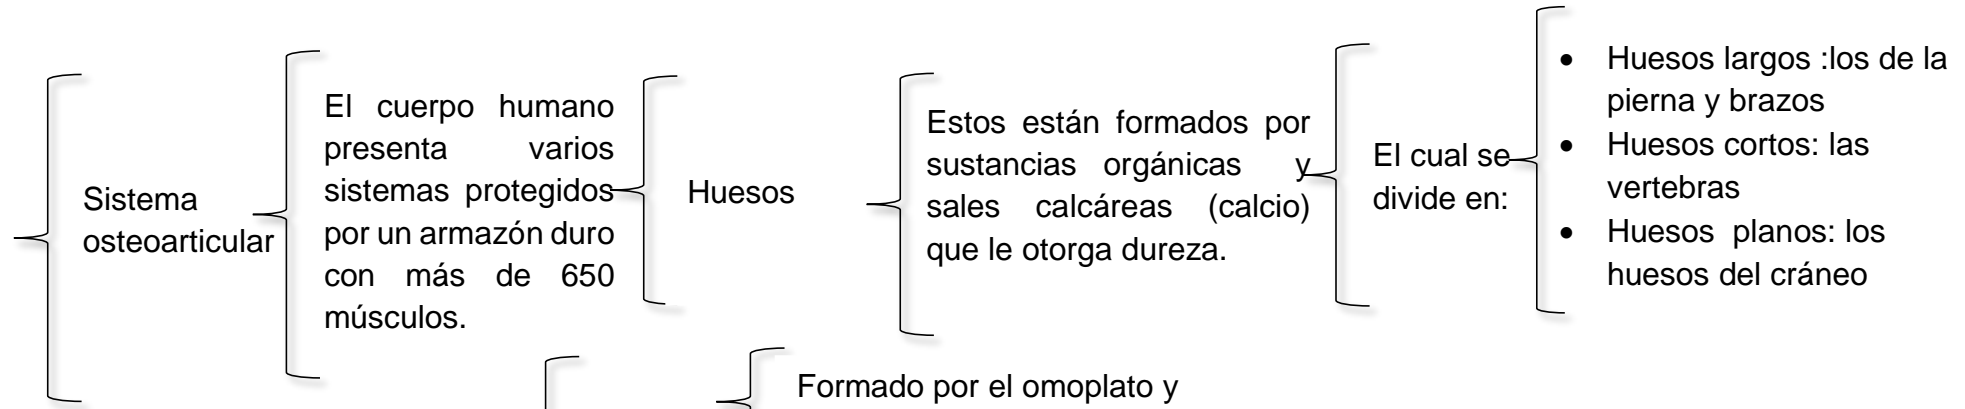 Sistema
osteoarticular
El cuerpo humano
presenta varios
sistemas protegidos
por un armazón duro
con más de 650
músculos.
Huesos
Estos están formados por
sustancias orgánicas y
sales calcáreas (calcio)
que le otorga dureza.
El cual se
divide en:
• Huesos largos :los de la
pierna y brazos
• Huesos cortos: las
vertebras
• Huesos planos: los
huesos del cráneo
Formado por el omoplato y